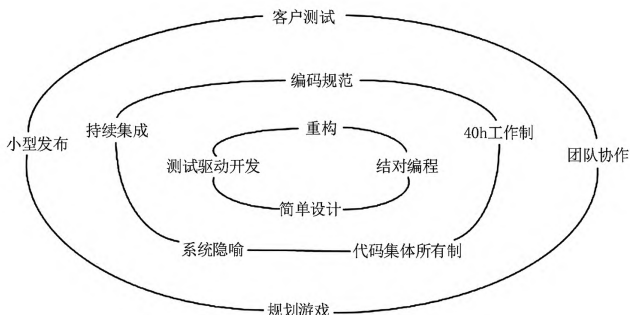 客户测试
编码规范
持续集成
重构
40h工作制
小型发布
测试驱动开发
结对编程
团队协作
简单设计
系统隐喻
代码集体所有制
规划游戏